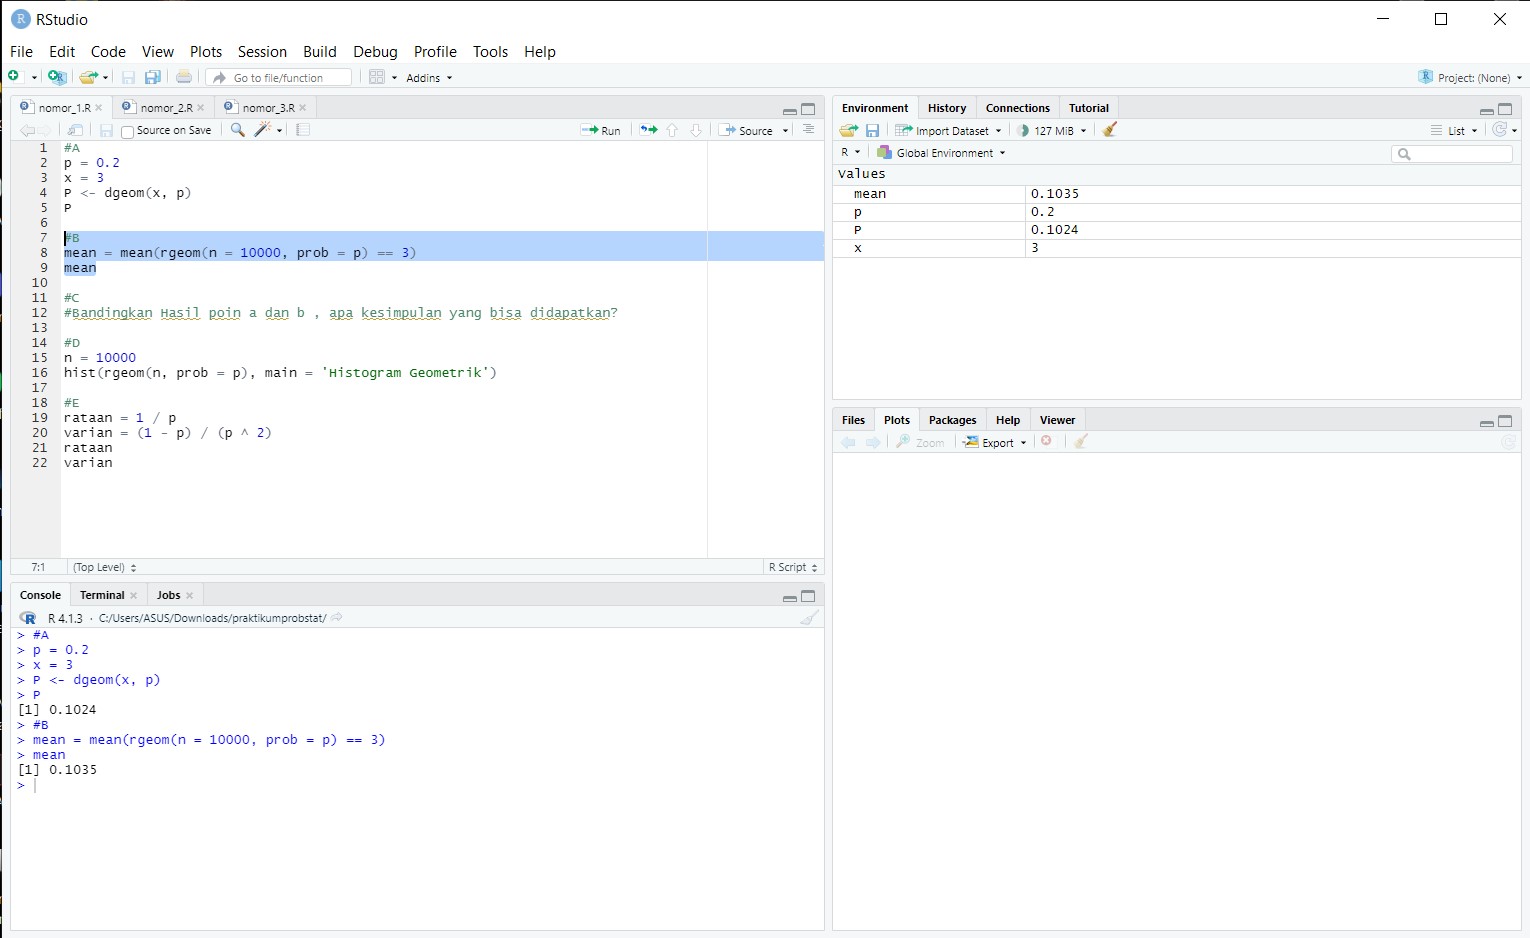 RStudio
File Edit Code View Plots Session Build Debug Profile Tools Help
Go to file/function Addins Project: (None)
nomor_1.R nomor_2.R nomor_3.R
Source on Save Run Source
1 #A
2 p = 0.2
3 x = 3
4 P <- dgeom(x, p)
5 P
6
7 #B
8 mean = mean(rgeom(n = 10000, prob = p) == 3)
9 mean
10
11 #C
12 #Bandingkan Hasil poin a dan b , apa kesimpulan yang bisa didapatkan?
13
14 #D
15 n = 10000
16 hist(rgeom(n, prob = p), main = 'Histogram Geometrik')
17
18 #E
19 rataan = 1 / p
20 varian = (1 - p) / (p ^ 2)
21 rataan
22 varian
7:1 (Top Level) R Script
Console Terminal Jobs
R 4.1.3 · C:/Users/ASUS/Downloads/praktikumprobstat/
> #A
> p = 0.2
> x = 3
> P <- dgeom(x, p)
> P
[1] 0.1024
> #B
> mean = mean(rgeom(n = 10000, prob = p) == 3)
> mean
[1] 0.1035
>
Environment History Connections Tutorial
Import Dataset 127 MiB List
R Global Environment
Values
mean 0.1035
p 0.2
P 0.1024
x 3
Files Plots Packages Help Viewer
Zoom Export